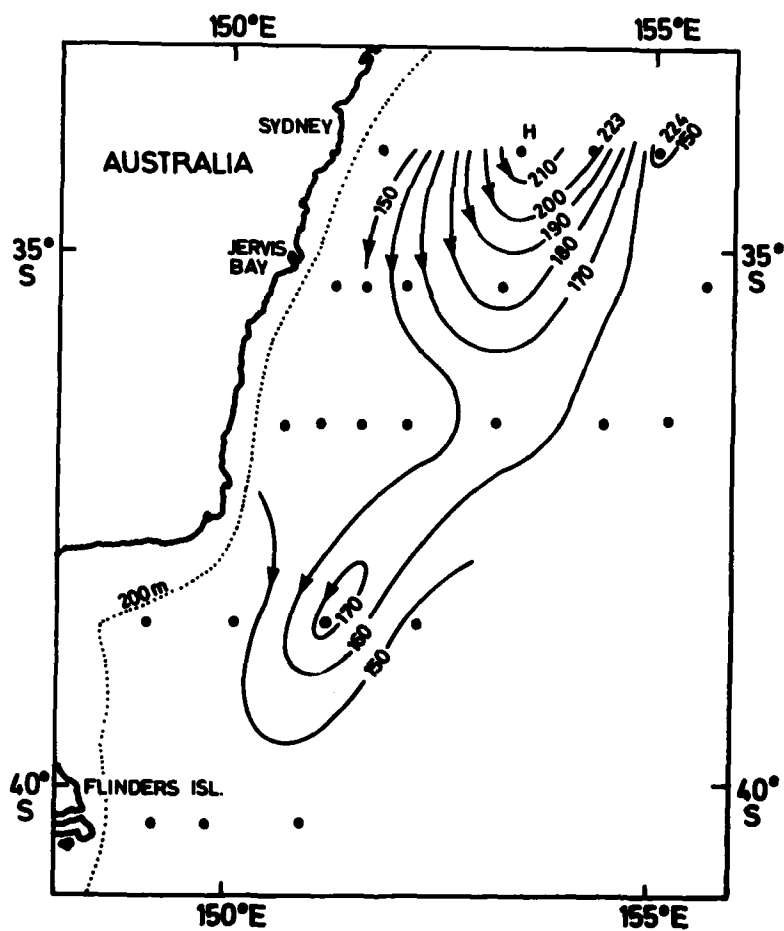 150°E 155°E
SYDNEY
H
223
224
150
AUSTRALIA
210
150
200
190
35°
S
JERVIS
BAY
180
170
35°
S
200m
170
160
150
40°
S
FLINDERS ISL.
40°
S
150°E 155°E